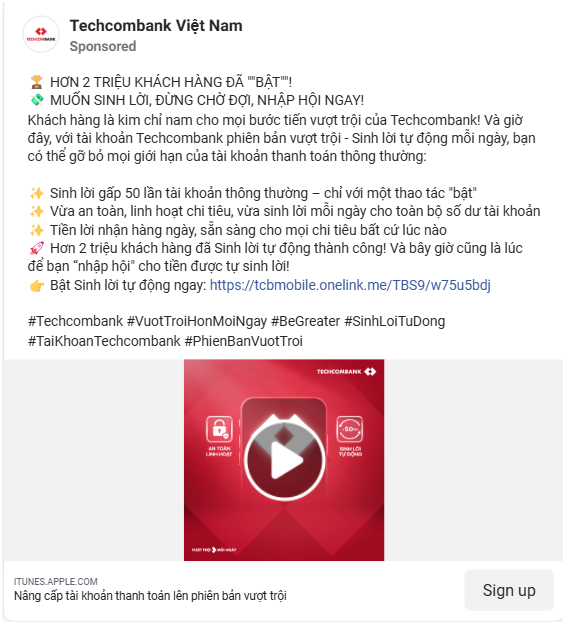 Techcombank Việt Nam
Sponsored
🏆 HƠN 2 TRIỆU KHÁCH HÀNG ĐÃ ""BẬT""!
💸 MUỐN SINH LỜI, ĐỪNG CHỜ ĐỢI, NHẬP HỘI NGAY!
Khách hàng là kim chỉ nam cho mọi bước tiến vượt trội của Techcombank! Và giờ
đây, với tài khoản Techcombank phiên bản vượt trội - Sinh lời tự động mỗi ngày, bạn
có thể gỡ bỏ mọi giới hạn của tài khoản thanh toán thông thường:
✨ Sinh lời gấp 50 lần tài khoản thông thường – chỉ với một thao tác "bật"
✨ Vừa an toàn, linh hoạt chi tiêu, vừa sinh lời mỗi ngày cho toàn bộ số dư tài khoản
✨ Tiền lời nhận hàng ngày, sẵn sàng cho mọi chi tiêu bất cứ lúc nào
🚀 Hơn 2 triệu khách hàng đã Sinh lời tự động thành công! Và bây giờ cũng là lúc
để bạn “nhập hội" cho tiền được tự sinh lời!
👉 Bật Sinh lời tự động ngay: https://tcbmobile.onelink.me/TBS9/w75u5bdj
#Techcombank #VuotTroiHonMoiNgay #BeGreater #SinhLoiTuDong
#TaiKhoanTechcombank #PhienBanVuotTroi
TECHCOMBANK
AN TOÀN
LINH HOẠT
SINH LỜI
TỰ ĐỘNG
VƯỢT TRỘI MỖI NGÀY
ITUNES.APPLE.COM
Nâng cấp tài khoản thanh toán lên phiên bản vượt trội
Sign up